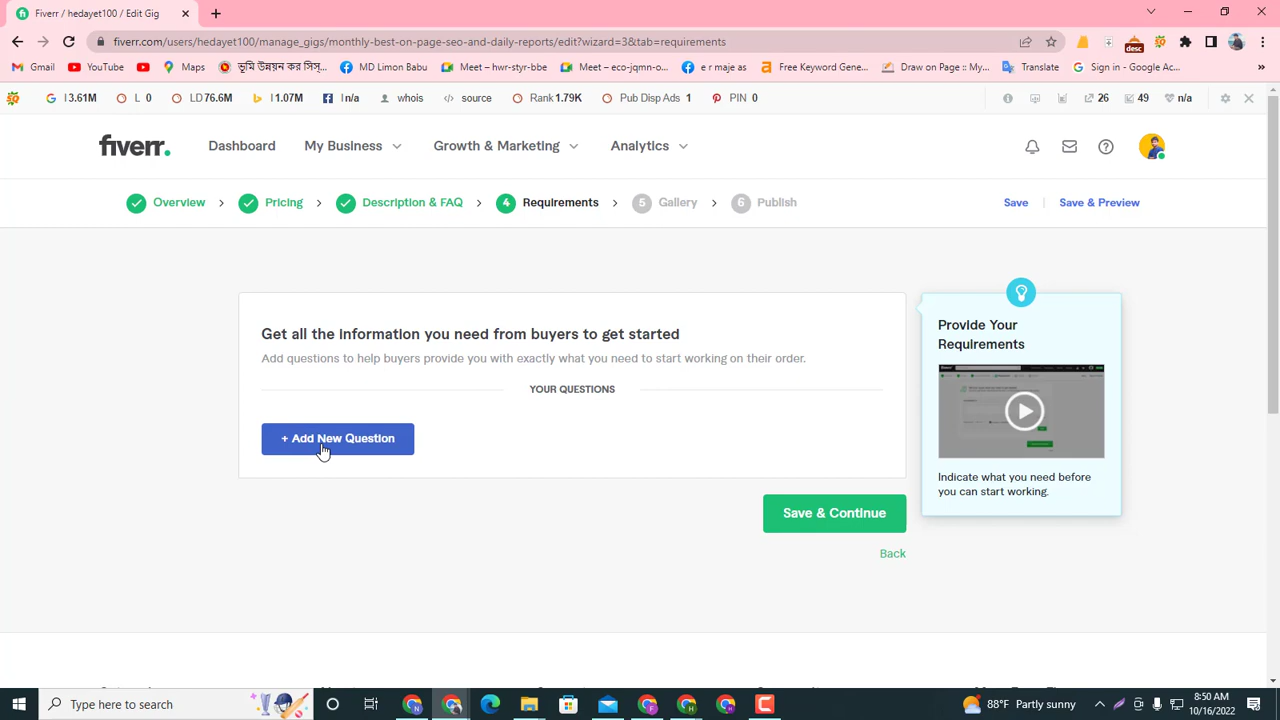 Fiverr / hedayet100 / Edit Gig
fiverr.com/users/hedayet100/manage_gigs/monthly-best-on-page-seo-and-daily-reports/edit?wizard=3&tab=requirements
desc
Gmail YouTube Maps ভূমি উন্নয়ন কর সিস্... MD Limon Babu Meet – hwr-styr-bbe Meet – eco-jqmn-o... e r maje as Free Keyword Gene... Draw on Page :: My... Translate Sign in - Google Ac... »
I 3.61M L 0 LD 76.6M I 1.07M I n/a whois source Rank 1.79K Pub Disp Ads 1 PIN 0 26 49 n/a
fiverr. Dashboard My Business Growth & Marketing Analytics
Overview Pricing Description & FAQ 4 Requirements 5 Gallery 6 Publish Save Save & Preview
Get all the information you need from buyers to get started
Add questions to help buyers provide you with exactly what you need to start working on their order.
YOUR QUESTIONS
+ Add New Question
Save & Continue
Back
Provide Your
Requirements
Indicate what you need before
you can start working.
Type here to search
88°F Partly sunny
8:50 AM
10/16/2022